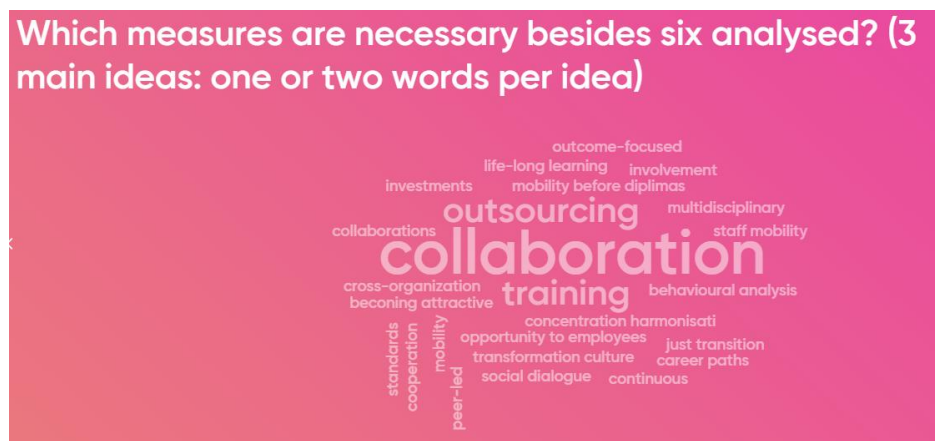 Which measures are necessary besides six analysed? (3
main ideas: one or two words per idea)
outcome-focused
life-long learning
involvement
investments
mobility before diplimas
outsourcing
multidisciplinary
collaborations
staff mobility
collaboration
cross-organization
training
behavioural analysis
beconing attractive
concentration harmonisati
opportunity to employees
just transition
transformation culture
career paths
social dialogue
continuous
standards
cooperation
mobility
peer-led